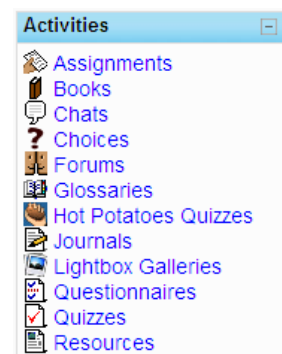 Activities
Assignments
Books
Chats
Choices
Forums
Glossaries
Hot Potatoes Quizzes
Journals
Lightbox Galleries
Questionnaires
Quizzes
Resources